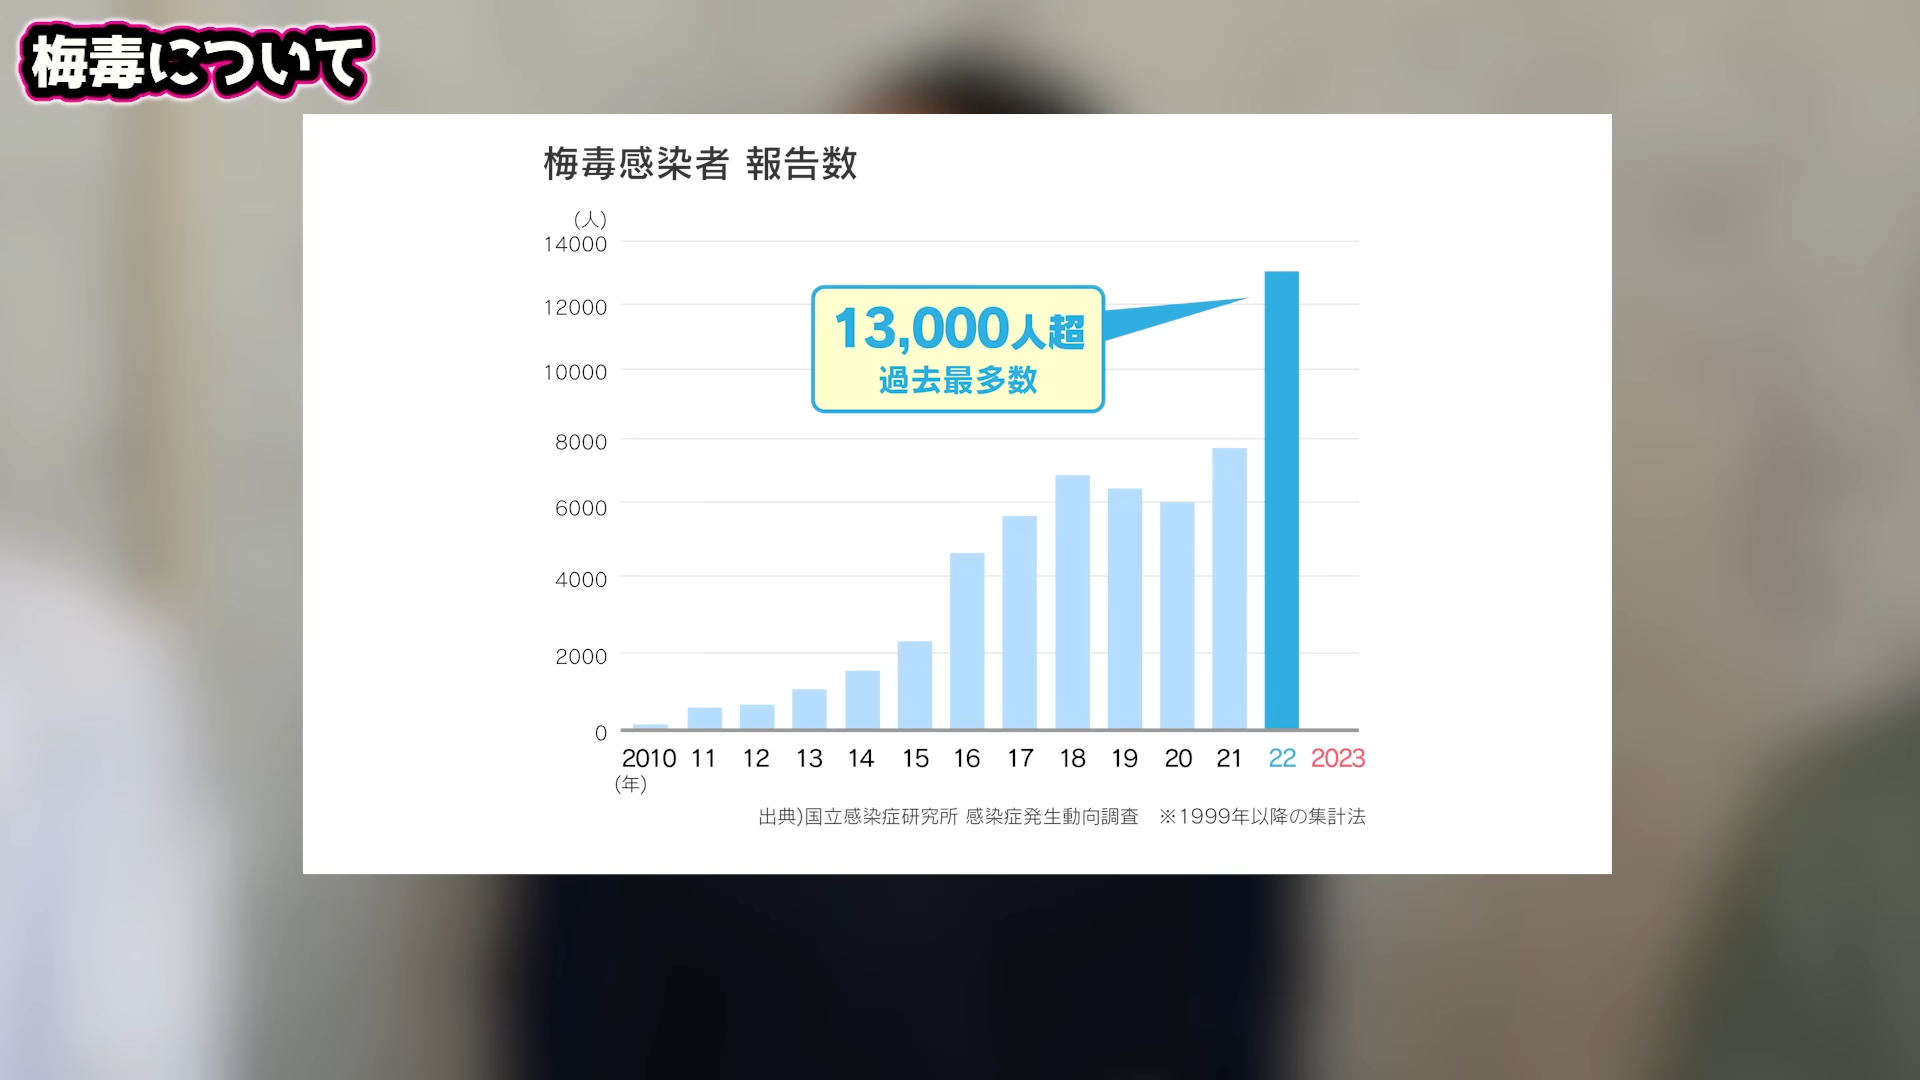 梅毒について
梅毒感染者 報告数
(人)
14000
12000
10000
8000
6000
4000
2000
0
13,000人超
過去最多数
2010 11 12 13 14 15 16 17 18 19 20 21 22 2023
(年)
出典)国立感染症研究所 感染症発生動向調査 ※1999年以降の集計法